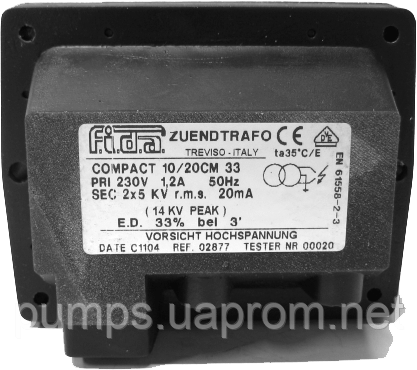 f.i.d.a. ZUENDTRAFO CE VDE
TREVISO - ITALY ta35°C/E
COMPACT 10/20CM 33
PRI 230V 1,2A 50Hz
SEC 2x5 KV r.m.s. 20mA
(14 KV PEAK)
E.D. 33% bei 3'
VORSICHT HOCHSPANNUNG
DATE C1104 REF. 02877 TESTER NR 00020
EN 61558-2-3
pumps.uaprom.net